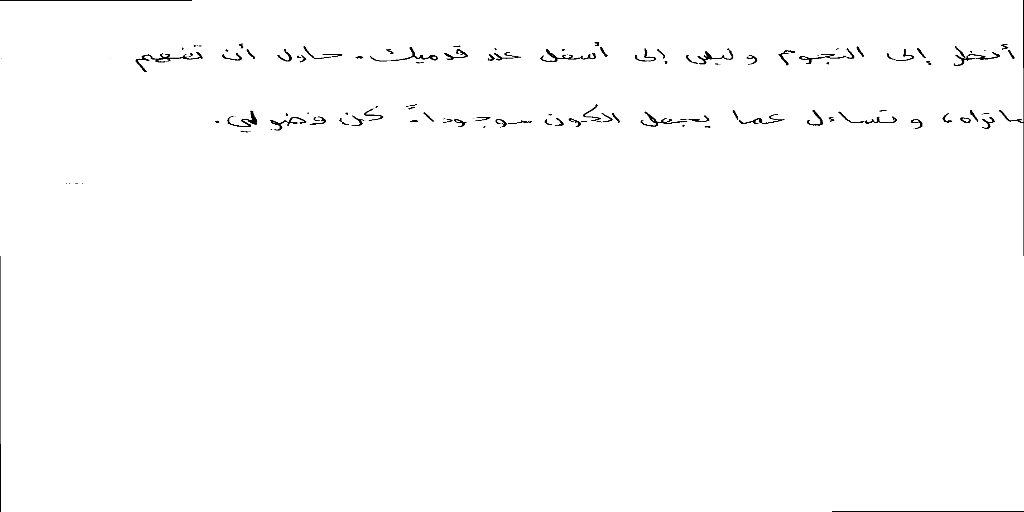 أنظر إلى النجوم وليس إلى أسفل عند قدميك. حاول أن تفهم
ماتراه، وتساءل عما يجعل الكون موجوداً. كن فضولي.